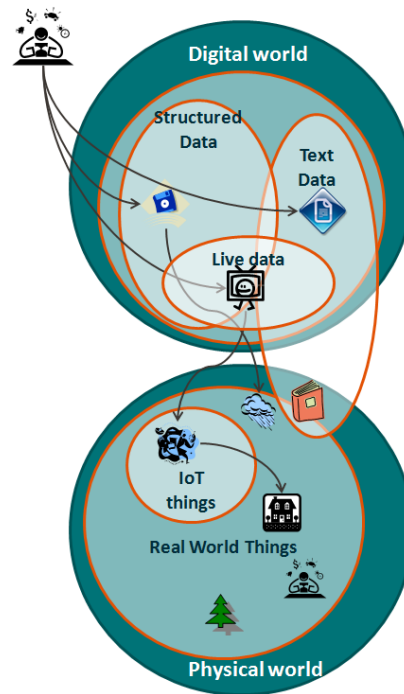 Digital world
Structured
Data
Text
Data
Live data
IoT
things
Real World Things
Physical world